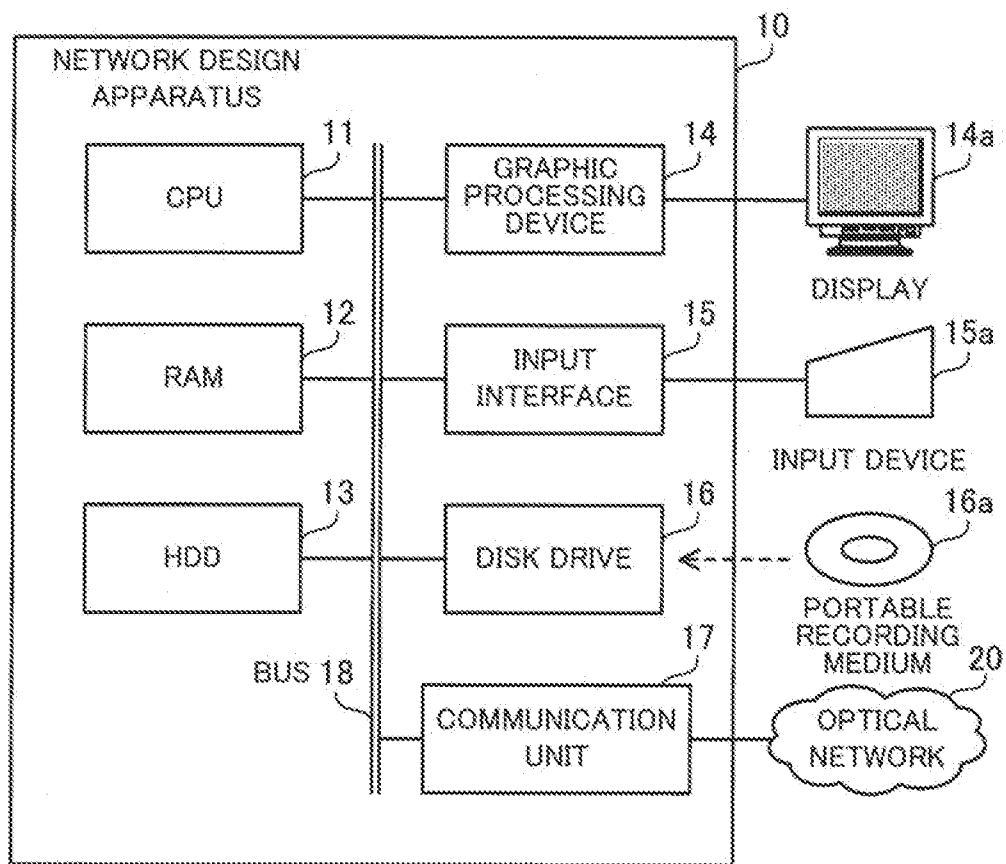 10
NETWORK DESIGN
APPARATUS
11
CPU
14
GRAPHIC
PROCESSING
DEVICE
14a
DISPLAY
12
RAM
15
INPUT
INTERFACE
15a
INPUT DEVICE
13
HDD
16
DISK DRIVE
16a
PORTABLE
RECORDING
MEDIUM
BUS 18
17
COMMUNICATION
UNIT
20
OPTICAL
NETWORK